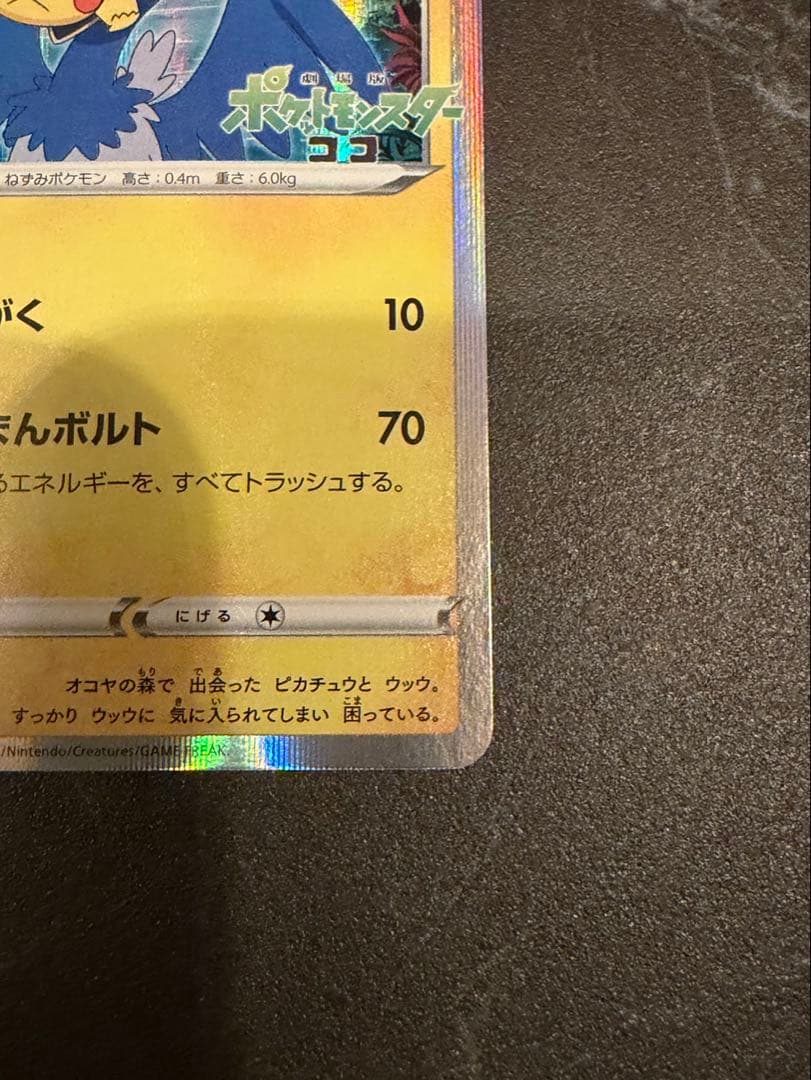 劇場版
ポケットモンスター
ココ
ねずみポケモン 高さ：0.4m 重さ：6.0kg
がく 10
まんボルト 70
るエネルギーを、すべてトラッシュする。
にげる
オコヤの森で 出会った ピカチュウと ウッウ。
すっかり ウッウに 気に入られてしまい 困っている。
/Nintendo/Creatures/GAME FREAK.